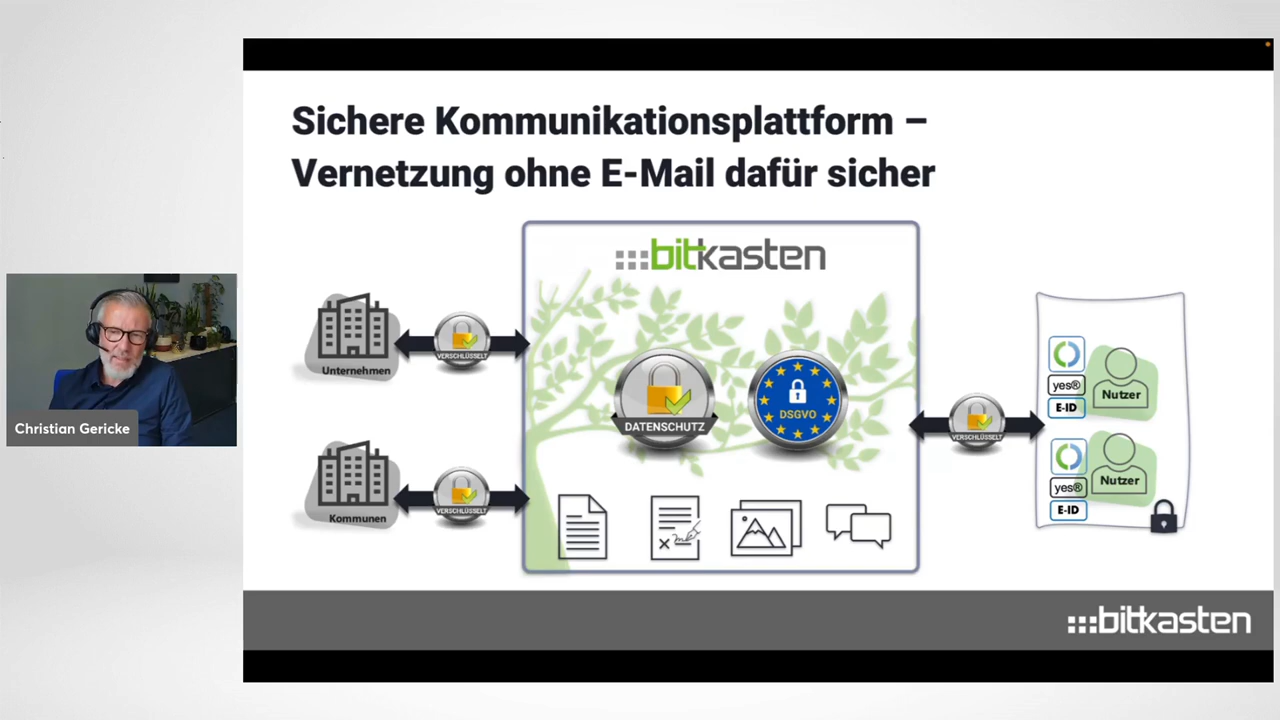 Sichere Kommunikationsplattform –
Vernetzung ohne E-Mail dafür sicher
bitkasten
Unternehmen
VERSCHLÜSSELT
Kommunen
VERSCHLÜSSELT
DATENSCHUTZ
DSGVO
VERSCHLÜSSELT
yes®
E-ID
Nutzer
yes®
E-ID
Nutzer
Christian Gericke
bitkasten